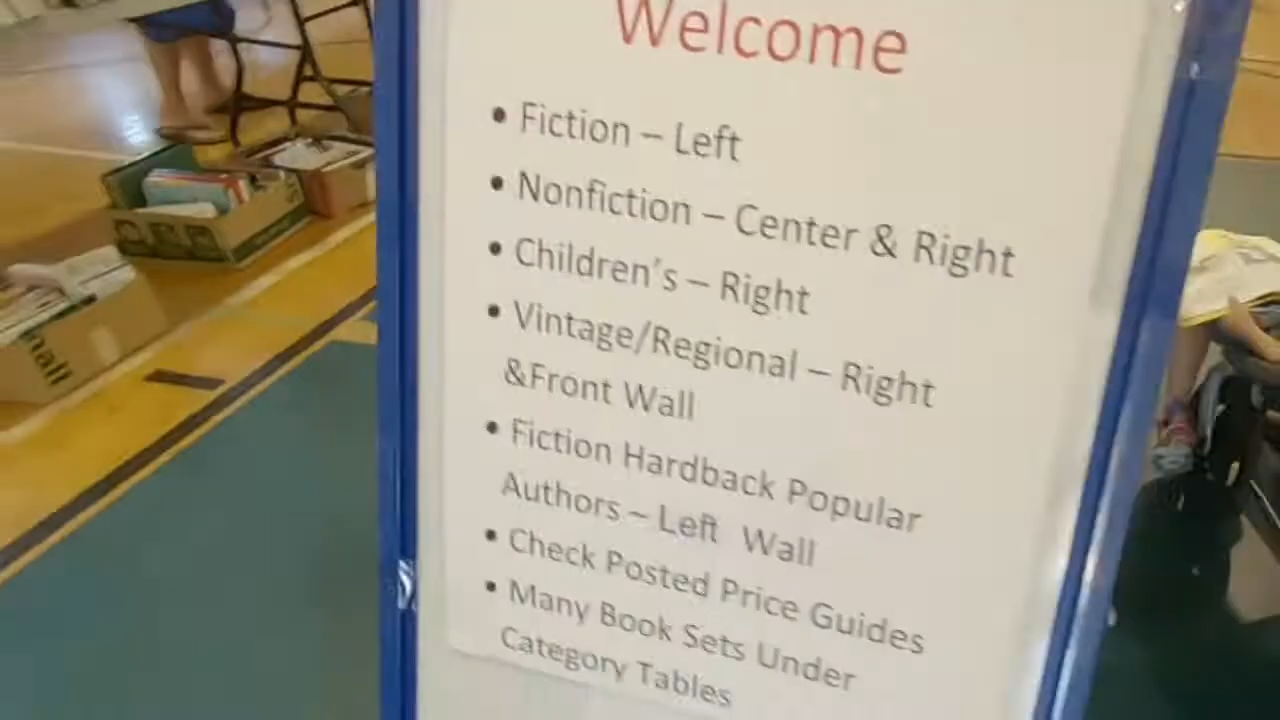 Welcome
• Fiction – Left
• Nonfiction – Center & Right
• Children's – Right
• Vintage/Regional – Right
&Front Wall
• Fiction Hardback Popular
Authors – Left Wall
• Check Posted Price Guides
• Many Book Sets Under
Category Tables